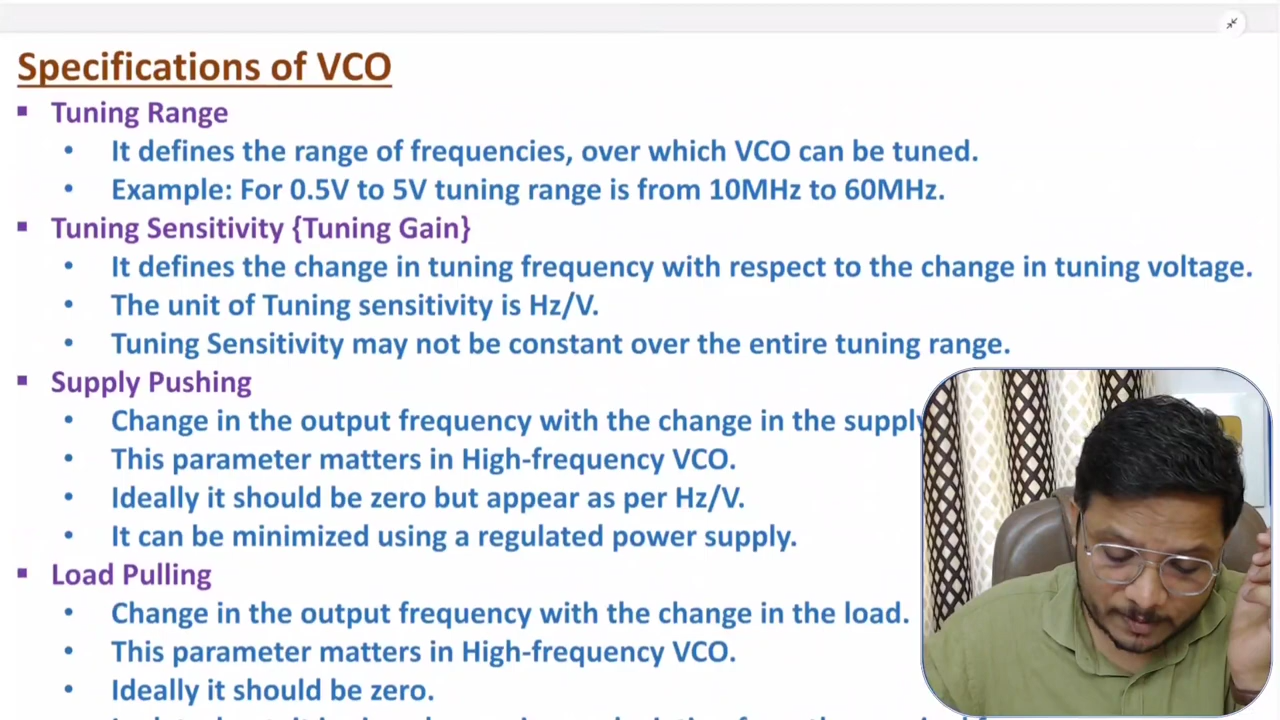 Specifications of VCO
▪ Tuning Range
• It defines the range of frequencies, over which VCO can be tuned.
• Example: For 0.5V to 5V tuning range is from 10MHz to 60MHz.
▪ Tuning Sensitivity {Tuning Gain}
• It defines the change in tuning frequency with respect to the change in tuning voltage.
• The unit of Tuning sensitivity is Hz/V.
• Tuning Sensitivity may not be constant over the entire tuning range.
▪ Supply Pushing
• Change in the output frequency with the change in the supply
• This parameter matters in High-frequency VCO.
• Ideally it should be zero but appear as per Hz/V.
• It can be minimized using a regulated power supply.
▪ Load Pulling
• Change in the output frequency with the change in the load.
• This parameter matters in High-frequency VCO.
• Ideally it should be zero.